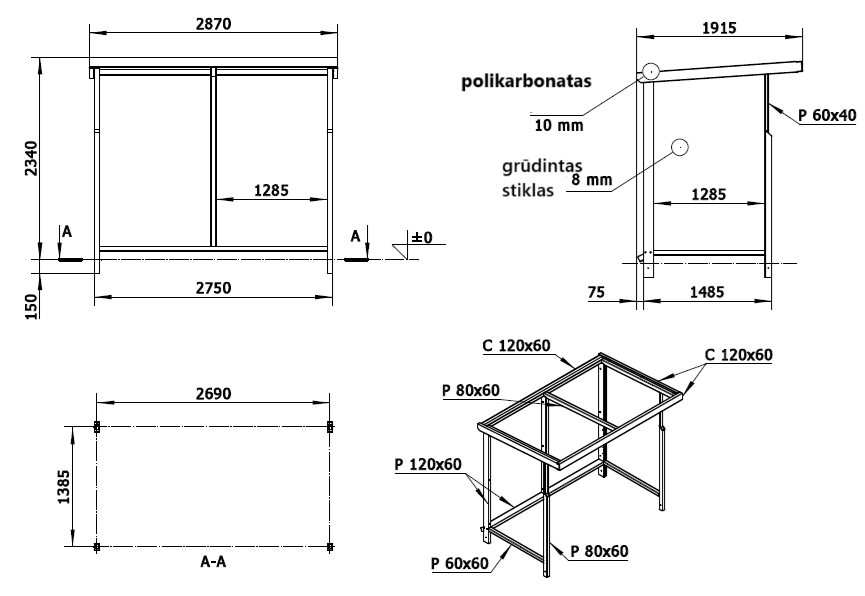 2870
2340
1285
A
A
±0
150
2750
1915
polikarbonatas
10 mm
P 60x40
grūdintas
stiklas
8 mm
1285
75
1485
2690
1385
A-A
C 120x60
C 120x60
P 80x60
P 120x60
P 60x60
P 80x60